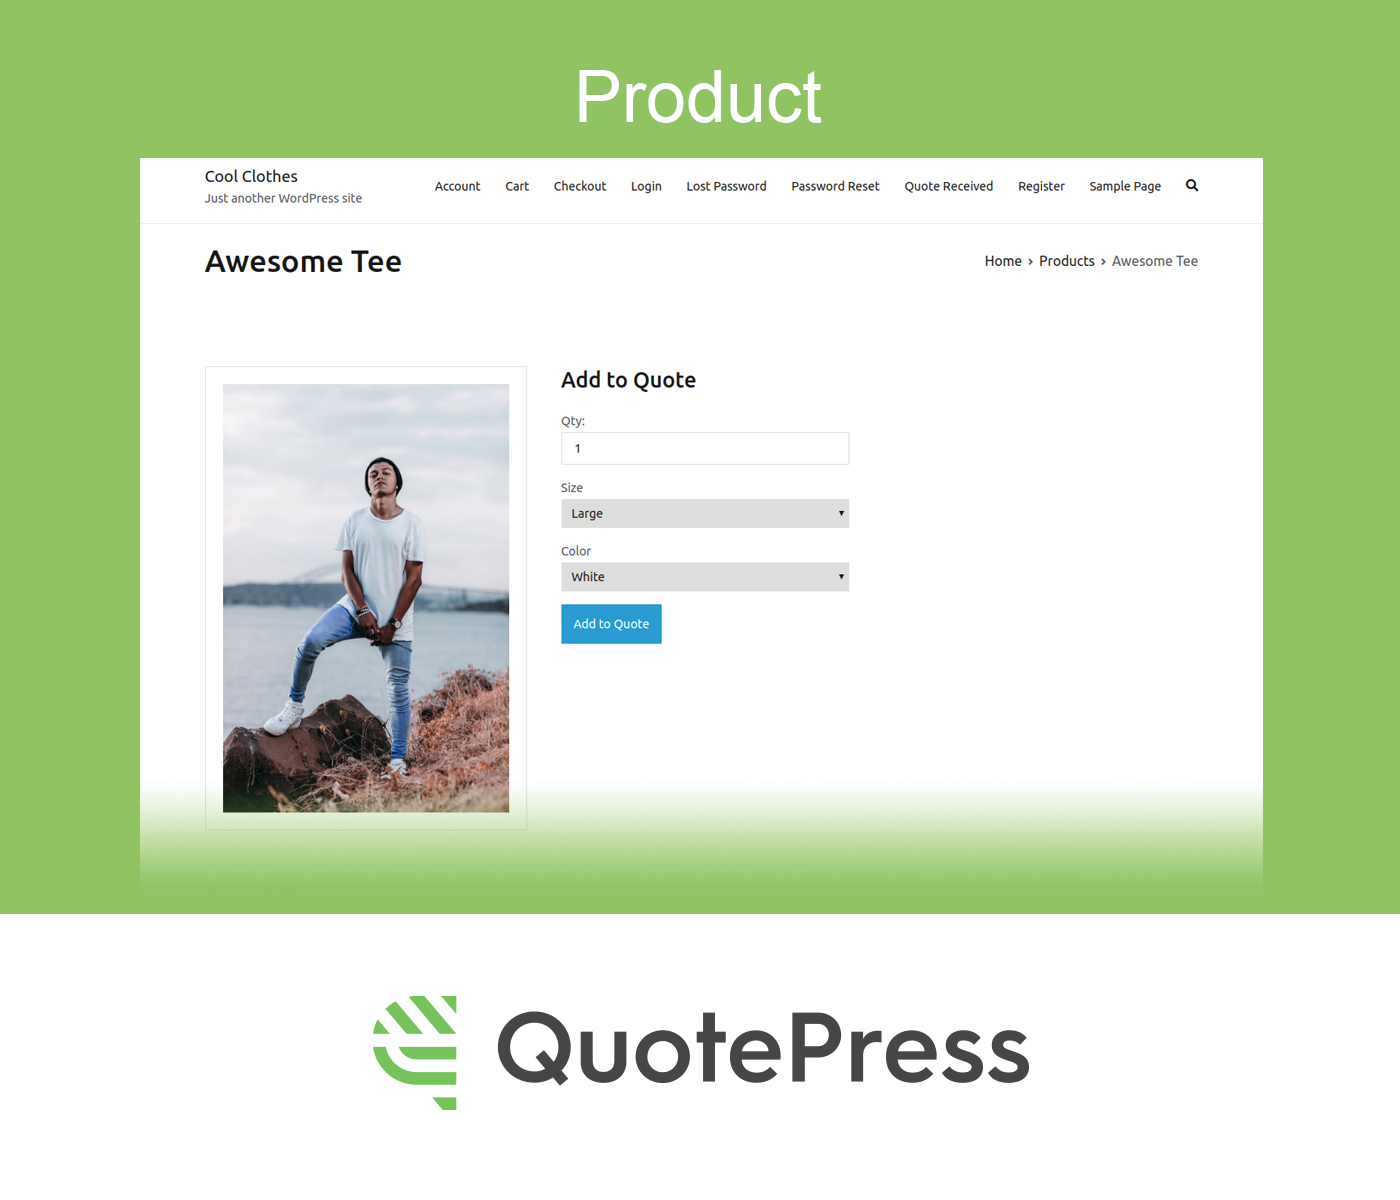 Product
Cool Clothes
Just another WordPress site
Account Cart Checkout Login Lost Password Password Reset Quote Received Register Sample Page
Awesome Tee
Home › Products › Awesome Tee
Add to Quote
Qty:
1
Size
Large
Color
White
Add to Quote
QuotePress